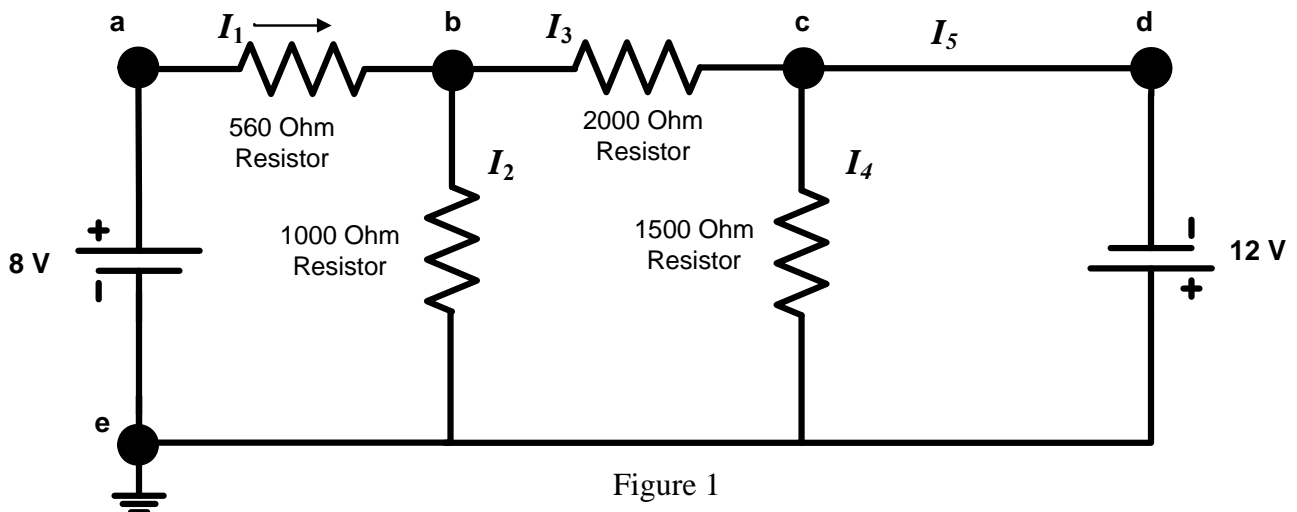 a
I1
b
I3
c
I5
d
560 Ohm
Resistor
2000 Ohm
Resistor
I2
I4
1000 Ohm
Resistor
1500 Ohm
Resistor
+
8 V
–
–
12 V
+
e
Figure 1